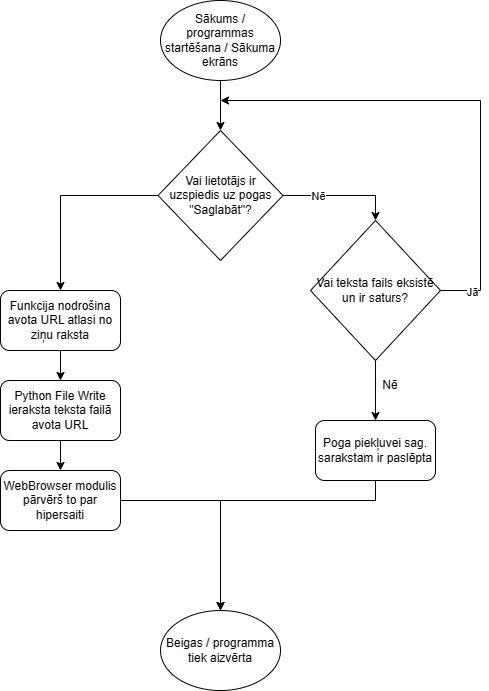 Sākums /
programmas
startēšana / Sākuma
ekrāns
Vai lietotājs ir
uzspiedis uz pogas
"Saglabāt"?
Nē
Vai teksta fails eksistē
un ir saturs?
Jā
Funkcija nodrošina
avota URL atlasi no
ziņu raksta
Nē
Python File Write
ieraksta teksta failā
avota URL
Poga piekļuvei sag.
sarakstam ir paslēpta
WebBrowser modulis
pārvērš to par
hipersaiti
Beigas / programma
tiek aizvērta